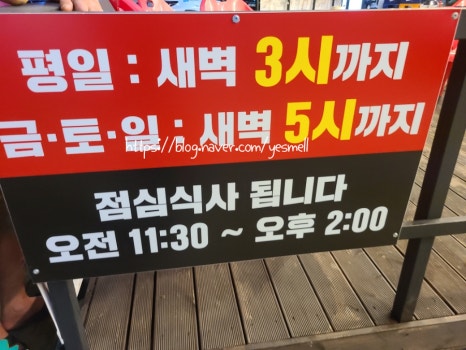 평일 : 새벽 3시까지
금·토·일 : 새벽 5시까지
https://blog.naver.com/yesmell
점심식사 됩니다
오전 11:30 ~ 오후 2:00